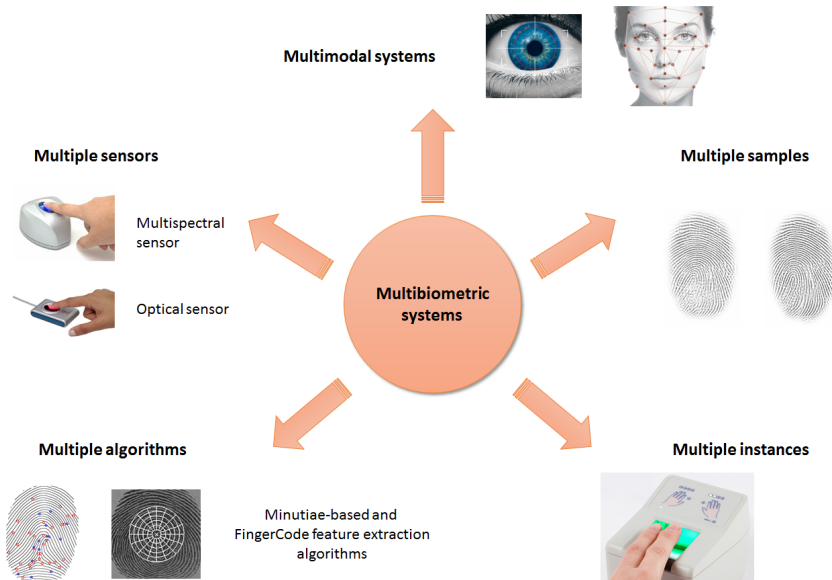 Multimodal systems
Multiple sensors
Multiple samples
Multispectral
sensor
Optical sensor
Multibiometric
systems
Multiple algorithms
Multiple instances
Minutiae-based and
FingerCode feature extraction
algorithms